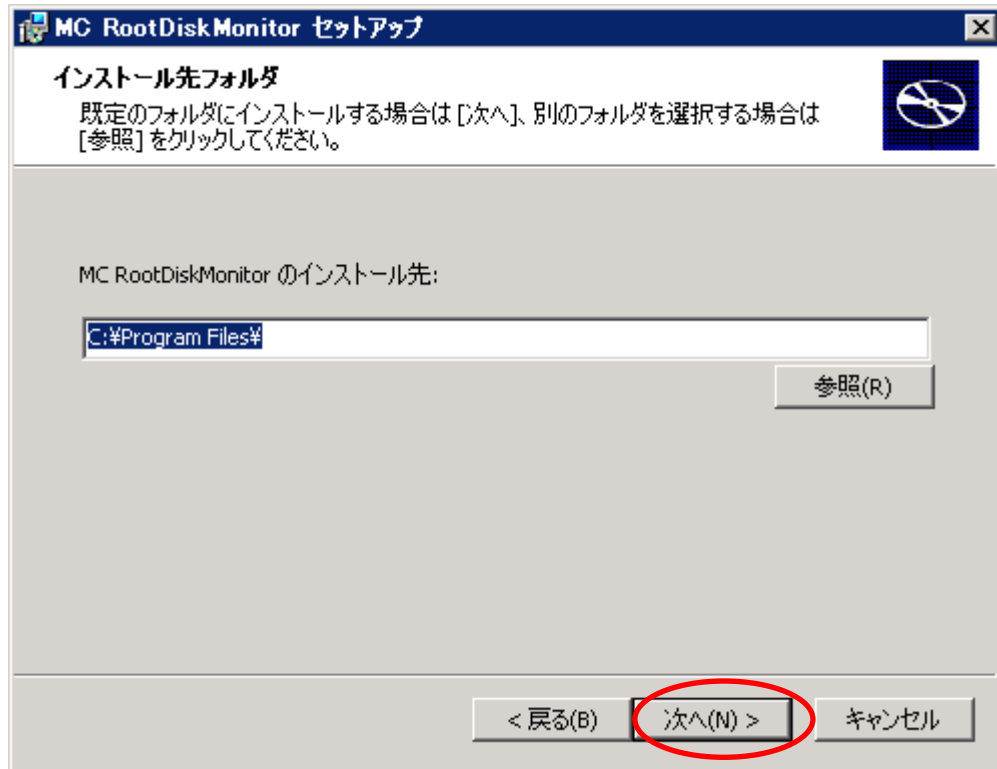 MC RootDiskMonitor セットアップ
インストール先フォルダ
既定のフォルダにインストールする場合は [次へ]、別のフォルダを選択する場合は
[参照] をクリックしてください。
MC RootDiskMonitor のインストール先:
C:¥Program Files¥
参照(R)
< 戻る(B)
次へ(N) >
キャンセル